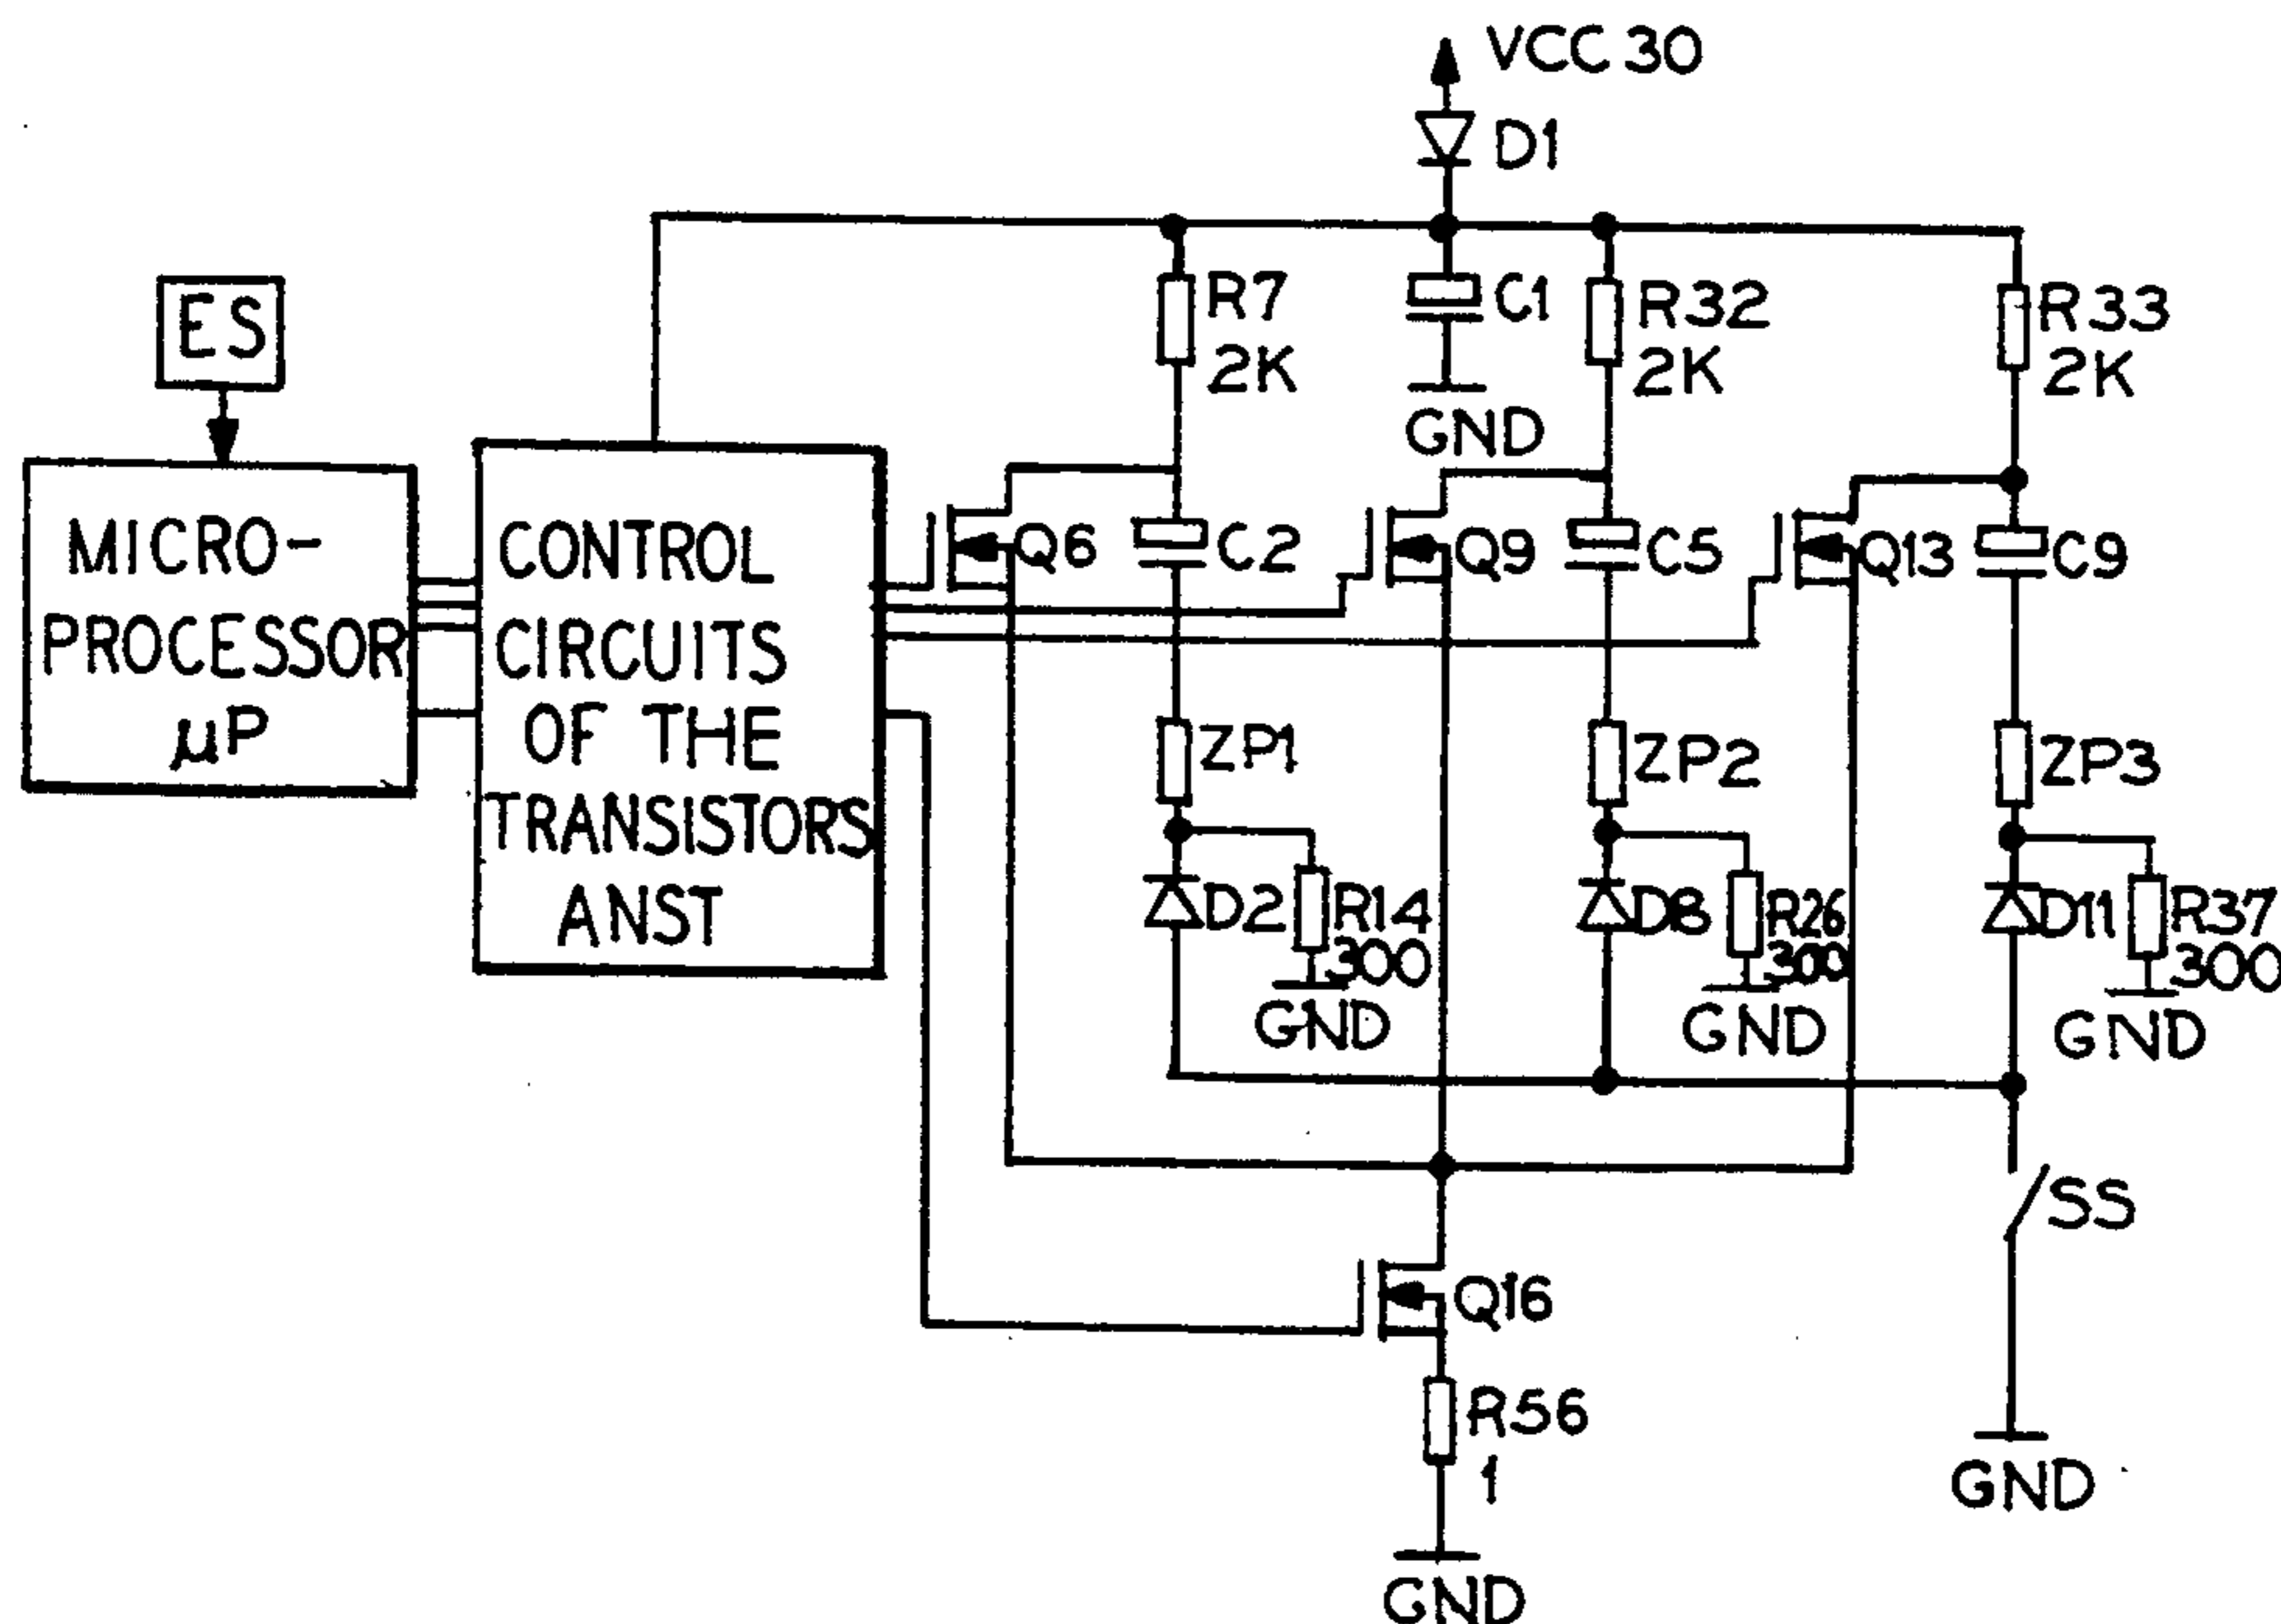 VCC 30
D1
ES
R7
2K
C1
GND
R32
2K
R33
2K
MICRO-
PROCESSOR
µP
CONTROL
CIRCUITS
OF THE
TRANSISTORS
ANST
Q6
C2
Q9
C5
Q13
C9
ZP1
ZP2
ZP3
D2
R14
300
GND
D8
R26
300
GND
D11
R37
300
GND
SS
GND
Q16
R56
1
GND